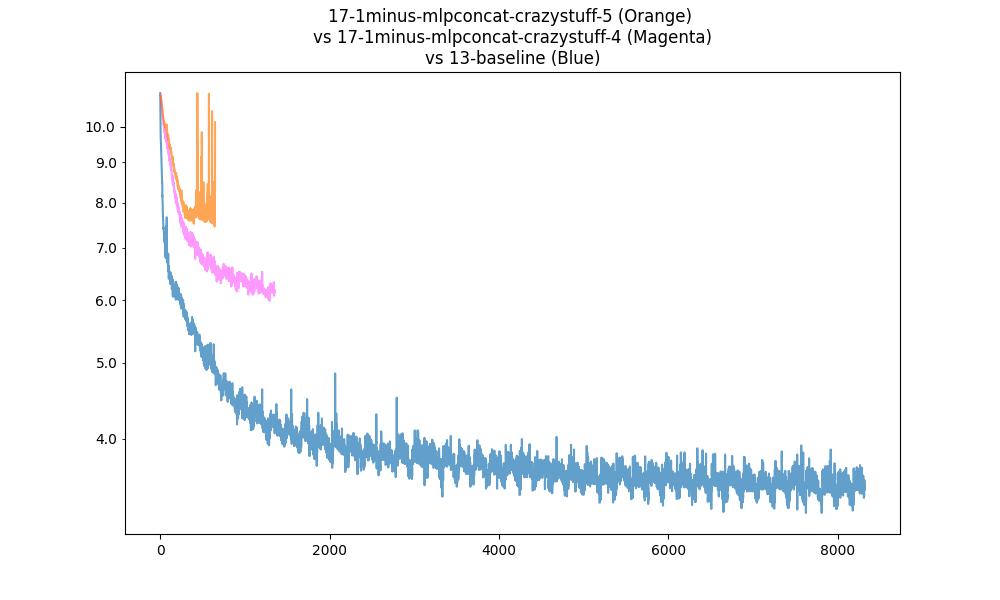 17-1minus-mlpconcat-crazystuff-5 (Orange)
vs 17-1minus-mlpconcat-crazystuff-4 (Magenta)
vs 13-baseline (Blue)
10.0
9.0
8.0
7.0
6.0
5.0
4.0
0 2000 4000 6000 8000